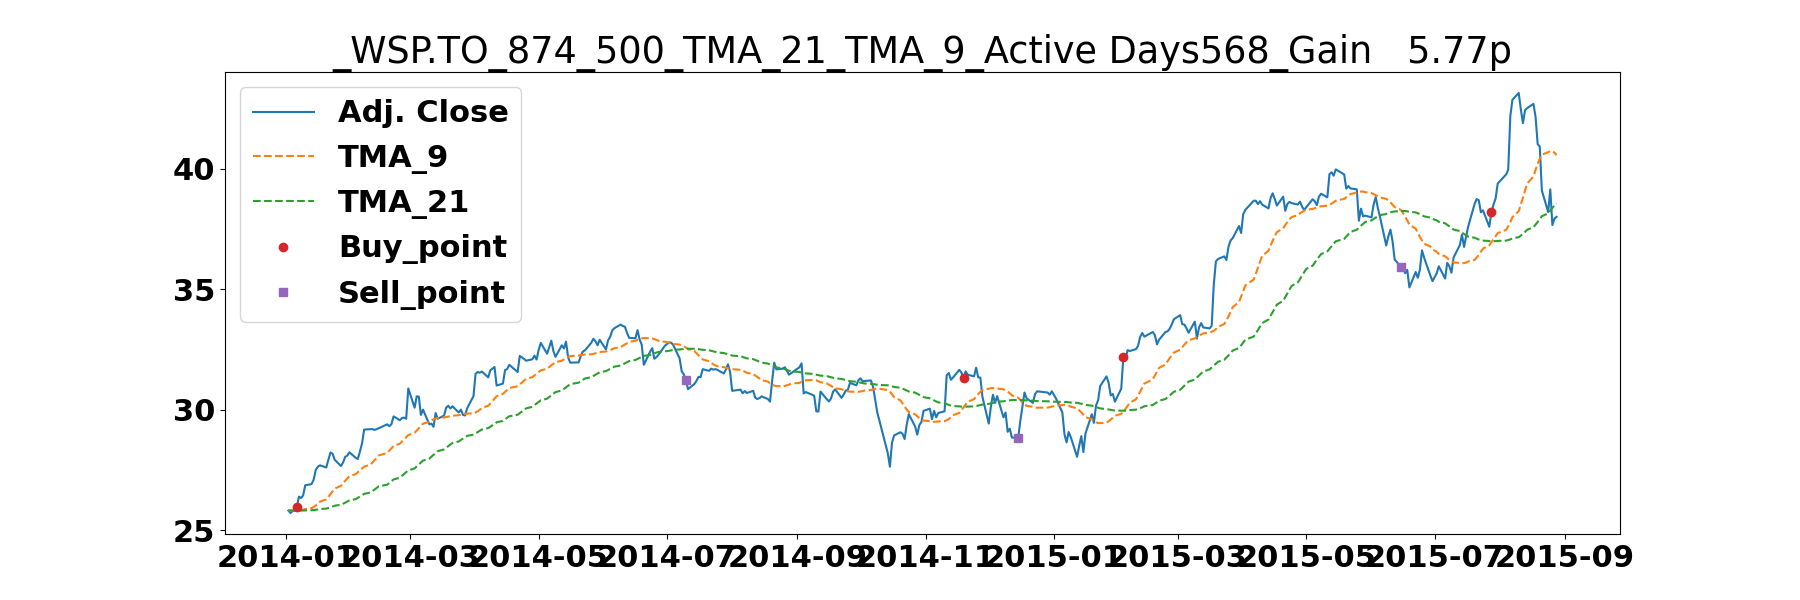 _WSP.TO_874_500_TMA_21_TMA_9_Active Days568_Gain   5.77p
Adj. Close
TMA_9
TMA_21
Buy_point
Sell_point
40
35
30
25
2014-01 2014-03 2014-05 2014-07 2014-09 2014-11 2015-01 2015-03 2015-05 2015-07 2015-09